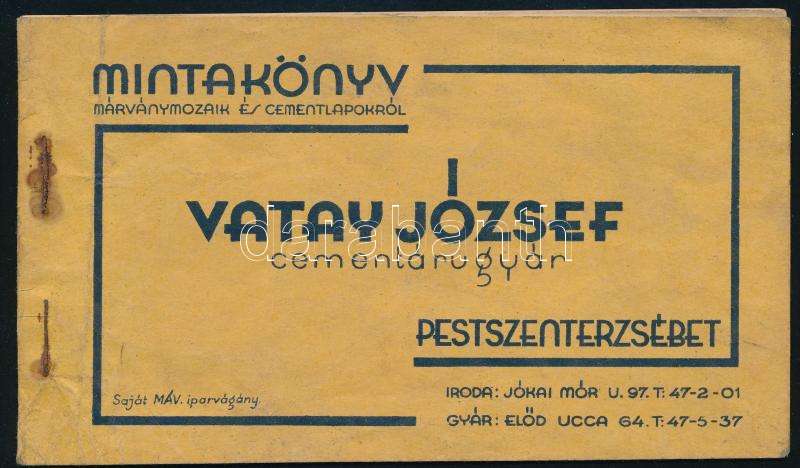 MINTAKÖNYV
MÁRVÁNYMOZAIK ÉS CEMENTLAPOKRÓL
VATAY JÓZSEF
cementárugyár
darabanth
PESTSZENTERZSÉBET
Saját MÁV. iparvágány.
IRODA: JÓKAI MÓR U. 97. T: 47-2-01
GYÁR: ELŐD UCCA 64. T: 47-5-37